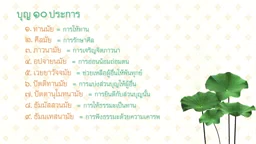 บุญ ๑๐ ประการ
๑. ทานมัย = การให้ทาน
๒. ศีลมัย = การรักษาศีล
๓. ภาวนามัย = การเจริญจิตภาวนา
๔. อปจายนมัย = การอ่อนน้อมถ่อมตน
๕. เวยยาวัจจมัย = ช่วยเหลือผู้อื่นให้พ้นทุกข์
๖. ปัตติทานมัย = การแบ่งส่วนบุญให้ผู้อื่น
๗. ปัตตานุโมทนามัย = การยินดีกับส่วนบุญนั้น
๘. ธัมมัสสวนมัย = การให้ธรรมะเป็นทาน
๙. ธัมมเทสนามัย = การฟังธรรมด้วยความเคารพ